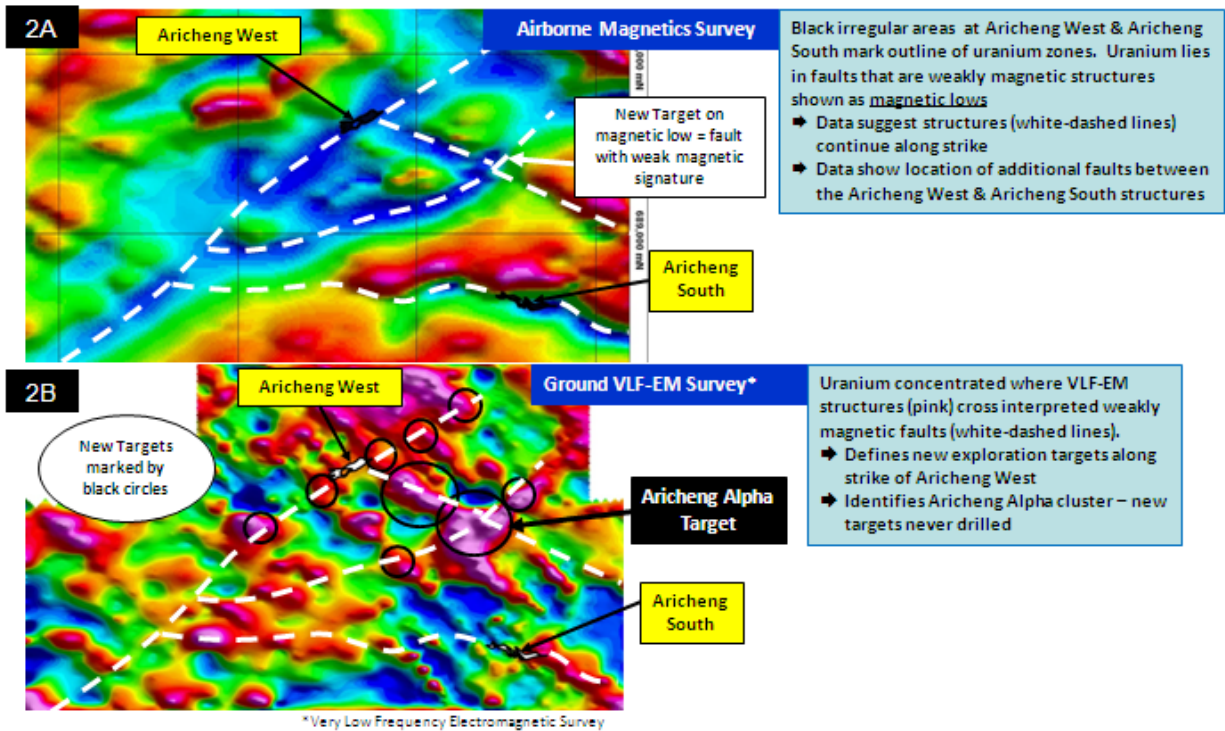 2A
Aricheng West
Airborne Magnetics Survey
Black irregular areas at Aricheng West & Aricheng
South mark outline of uranium zones. Uranium lies
in faults that are weakly magnetic structures
shown as magnetic lows
➡ Data suggest structures (white-dashed lines)
continue along strike
➡ Data show location of additional faults between
the Aricheng West & Aricheng South structures
New Target on
magnetic low = fault
with weak magnetic
signature
689,000 mN
Aricheng
South
2B
Aricheng West
Ground VLF-EM Survey*
Uranium concentrated where VLF-EM
structures (pink) cross interpreted weakly
magnetic faults (white-dashed lines).
➡ Defines new exploration targets along
strike of Aricheng West
➡ Identifies Aricheng Alpha cluster – new
targets never drilled
New Targets
marked by
black circles
Aricheng Alpha
Target
Aricheng
South
*Very Low Frequency Electromagnetic Survey